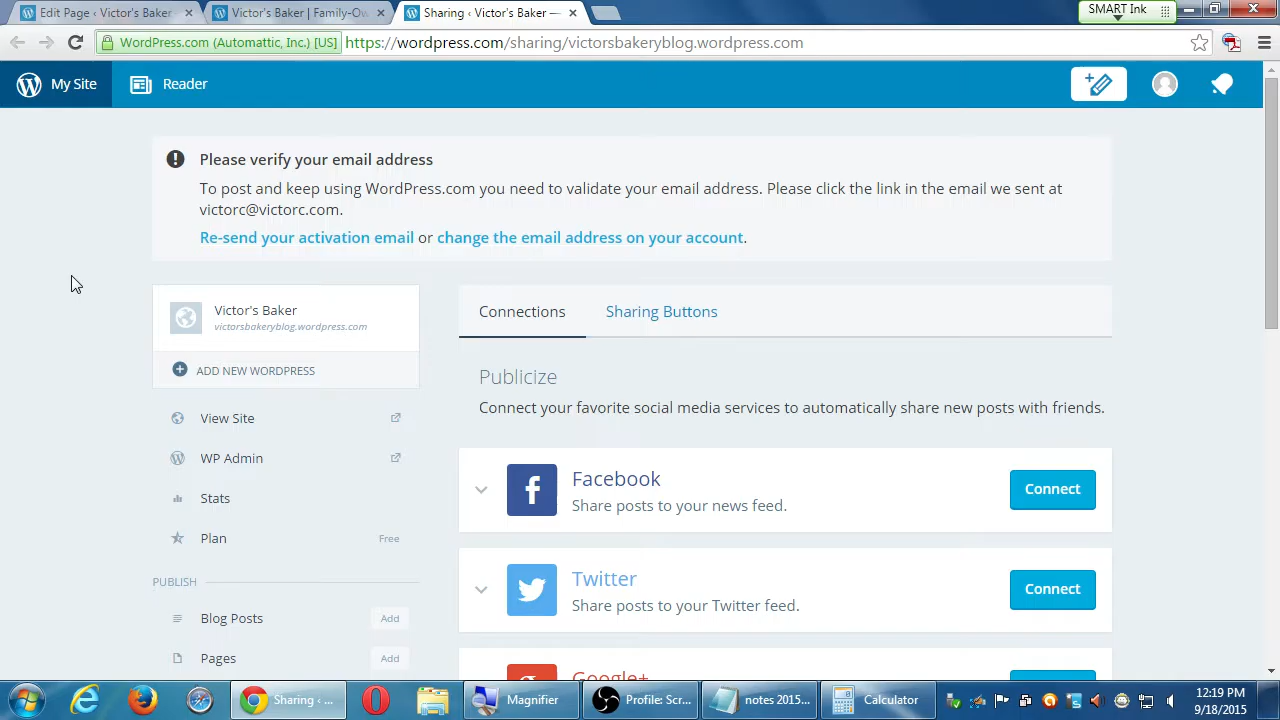 Edit Page ‹ Victor's Baker
Victor's Baker | Family-Ow
Sharing ‹ Victor's Baker —
SMART Ink
WordPress.com (Automattic, Inc.) [US]
https://wordpress.com/sharing/victorsbakeryblog.wordpress.com
My Site
Reader
Please verify your email address
To post and keep using WordPress.com you need to validate your email address. Please click the link in the email we sent at
victorc@victorc.com.
Re-send your activation email or change the email address on your account.
Victor's Baker
victorsbakeryblog.wordpress.com
ADD NEW WORDPRESS
View Site
WP Admin
Stats
Plan
Free
PUBLISH
Blog Posts
Add
Pages
Add
Connections
Sharing Buttons
Publicize
Connect your favorite social media services to automatically share new posts with friends.
Facebook
Share posts to your news feed.
Connect
Twitter
Share posts to your Twitter feed.
Connect
Google+
Sharing ‹ ...
Magnifier
Profile: Scr...
notes 2015...
Calculator
12:19 PM
9/18/2015